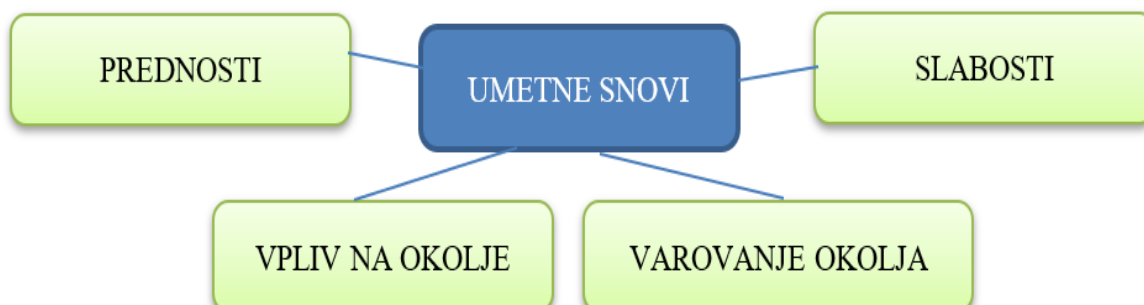 PREDNOSTI
UMETNE SNOVI
SLABOSTI
VPLIV NA OKOLJE
VAROVANJE OKOLJA